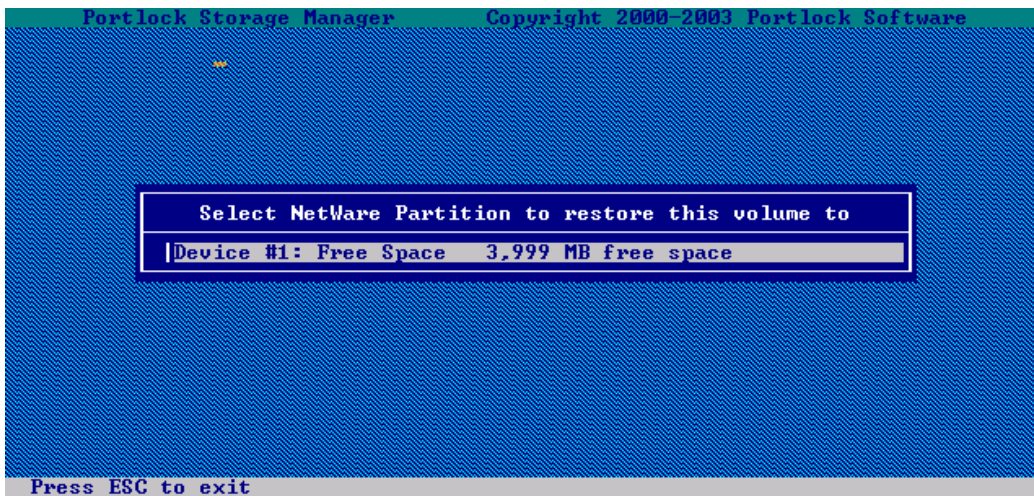 Portlock Storage Manager Copyright 2000-2003 Portlock Software
Select NetWare Partition to restore this volume to
Device #1: Free Space 3,999 MB free space
Press ESC to exit